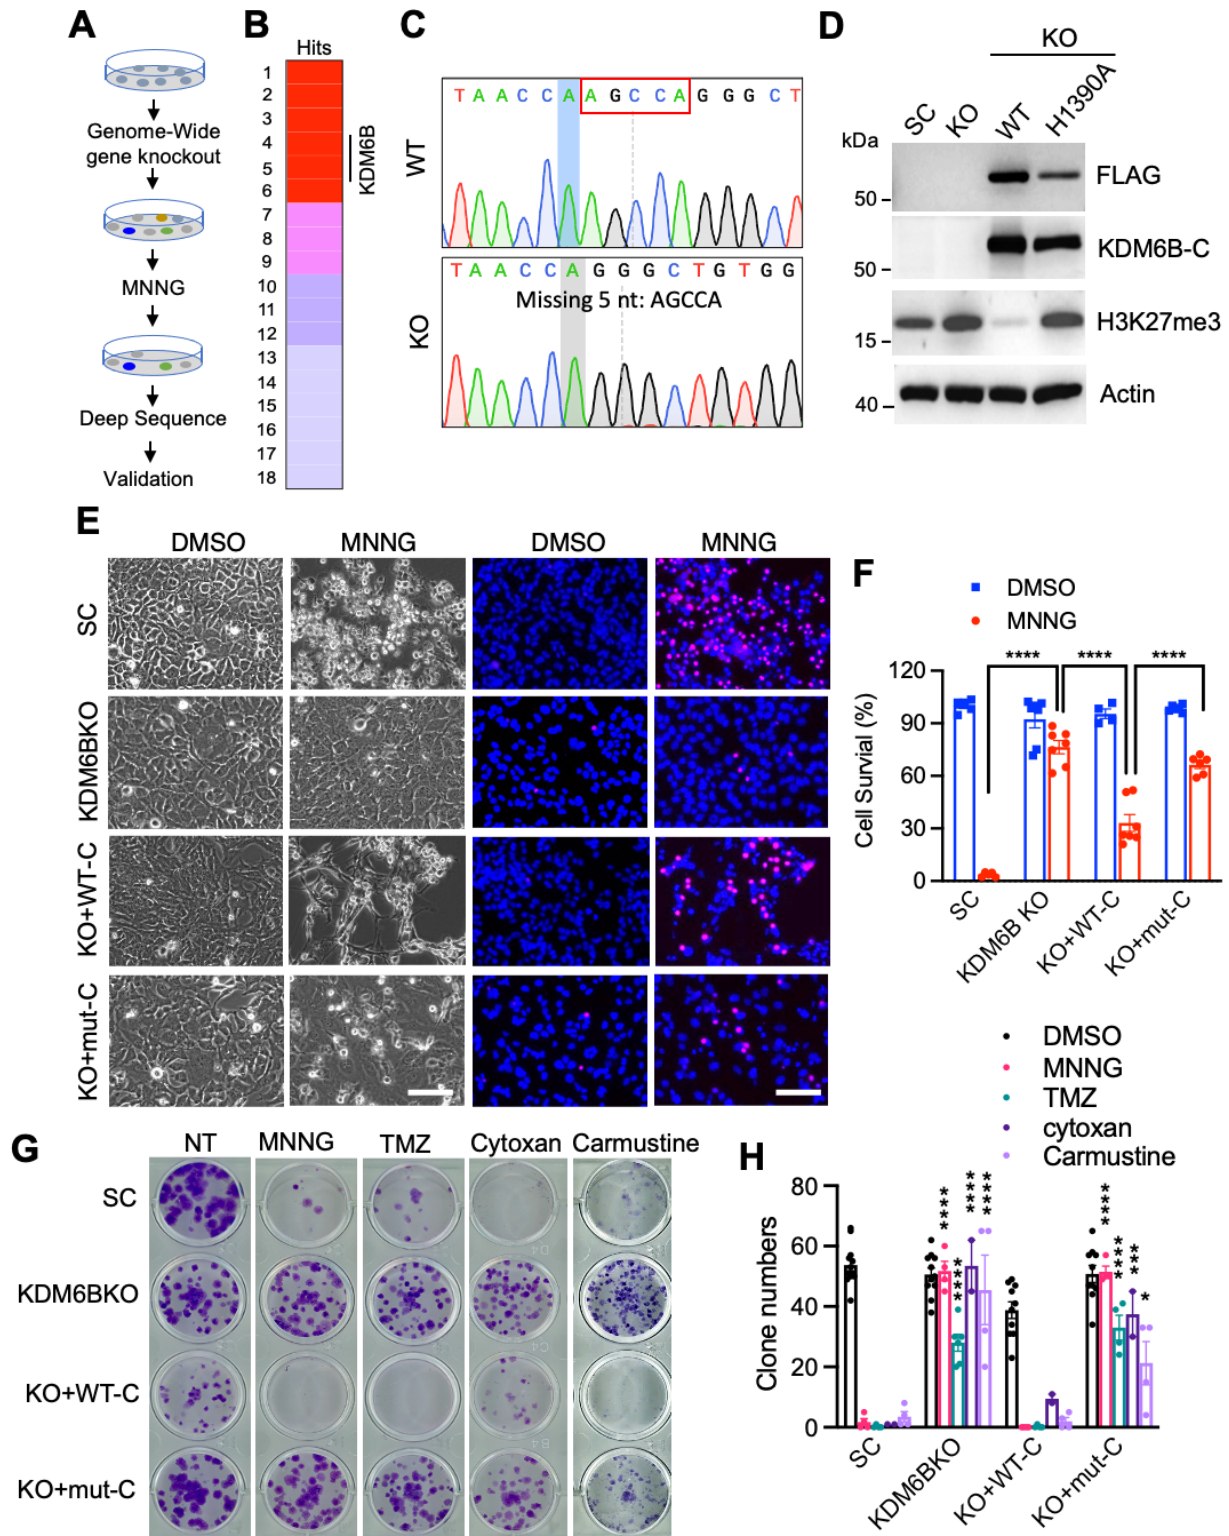 A
Genome-Wide
gene knockout
MNNG
Deep Sequence
Validation
B
Hits
1
2
3
4
5
6
7
8
9
10
11
12
13
14
15
16
17
18
KDM6B
C
WT
T A A C C A A G C C A G G G C T
KO
T A A C C A G G G C T G T G G
Missing 5 nt: AGCCA
D
KO
SC
KO
WT
H1390A
kDa
50
FLAG
50
KDM6B-C
15
H3K27me3
40
Actin
E
DMSO MNNG DMSO MNNG
SC
KDM6BKO
KO+WT-C
KO+mut-C
F
DMSO
MNNG
**** **** ****
Cell Survial (%)
120
90
60
30
0
SC
KDM6B KO
KO+WT-C
KO+mut-C
G
NT MNNG TMZ Cytoxan Carmustine
SC
KDM6BKO
KO+WT-C
KO+mut-C
H
DMSO
MNNG
TMZ
cytoxan
Carmustine
Clone numbers
80
60
40
20
0
**** **** **** ****
**** **** *** *
SC
KDM6BKO
KO+WT-C
KO+mut-C